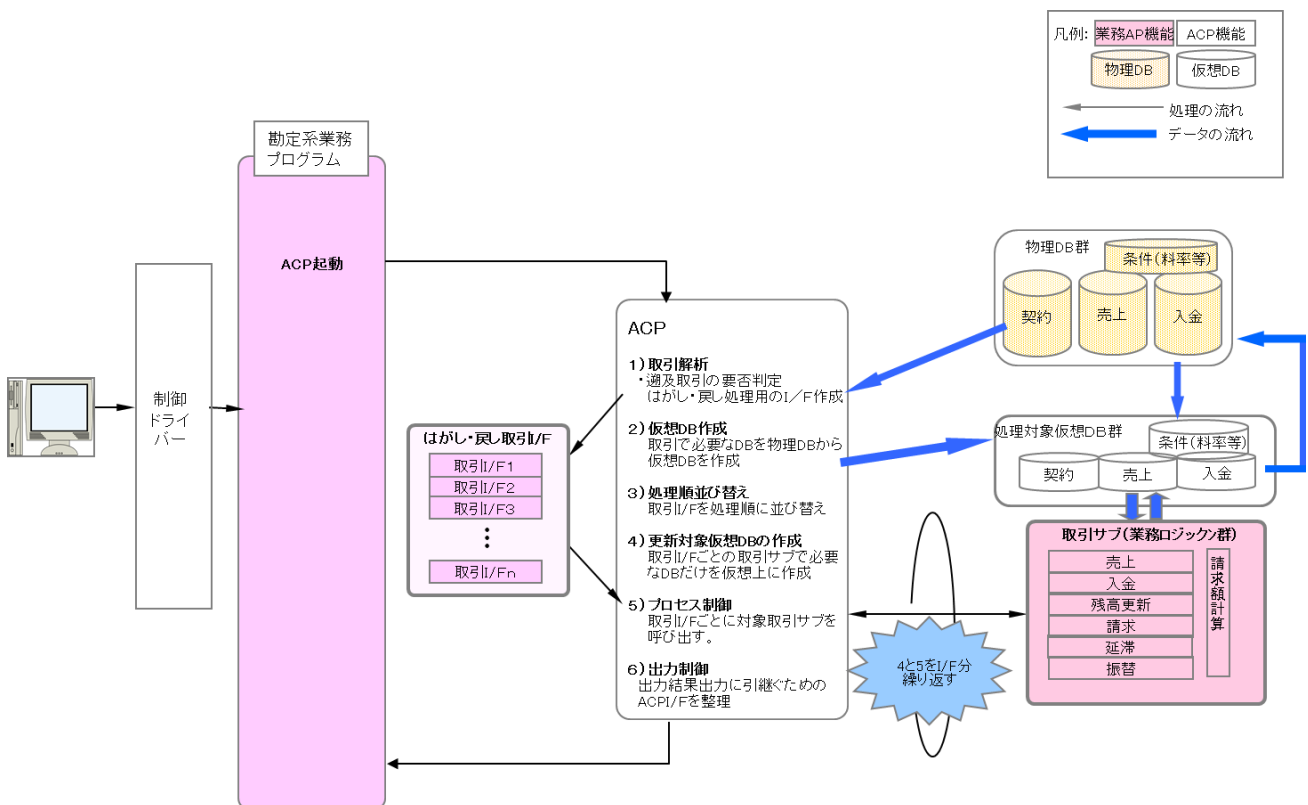 凡例:
業務AP機能
ACP機能
物理DB
仮想DB
処理の流れ
データの流れ
勘定系業務
プログラム
ACP起動
制御
ドライ
バー
物理DB群
条件(料率等)
契約
売上
入金
ACP
1)取引解析
・遡及取引の要否判定
はがし・戻し処理用のI/F作成
2)仮想DB作成
取引で必要なDBを物理DBから
仮想DBを作成
3)処理順並び替え
取引I/Fを処理順に並び替え
4)更新対象仮想DBの作成
取引I/Fごとの取引サブで必要
なDBだけを仮想上に作成
5)プロセス制御
取引I/Fごとに対象取引サブを
呼び出す。
6)出力制御
出力結果出力に引継ぐための
ACPI/Fを整理
はがし・戻し取引I/F
取引I/F1
取引I/F2
取引I/F3
⋮
取引I/Fn
処理対象仮想DB群
条件(料率等)
契約
売上
入金
取引サブ(業務ロジックン群)
売上
入金
残高更新
請求
延滞
振替
請求額計算
4と5をI/F分
繰り返す